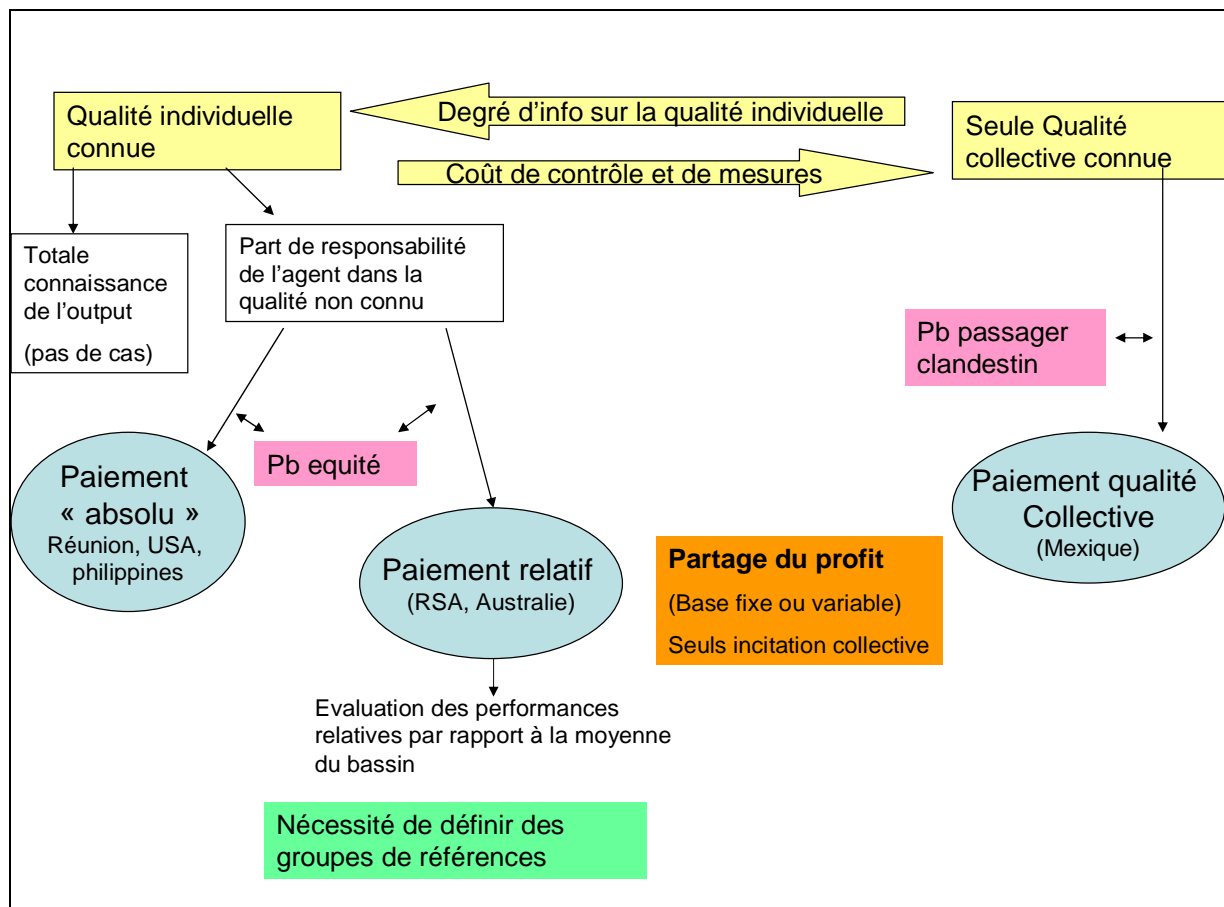 Qualité individuelle
connue
Degré d'info sur la qualité individuelle
Coût de contrôle et de mesures
Seule Qualité
collective connue
Totale
connaissance
de l'output
(pas de cas)
Part de responsabilité
de l'agent dans la
qualité non connu
Pb passager
clandestin
Pb equité
Paiement
« absolu »
Réunion, USA,
philippines
Paiement relatif
(RSA, Australie)
Partage du profit
(Base fixe ou variable)
Seuls incitation collective
Paiement qualité
Collective
(Mexique)
Evaluation des performances
relatives par rapport à la moyenne
du bassin
Nécessité de définir des
groupes de références